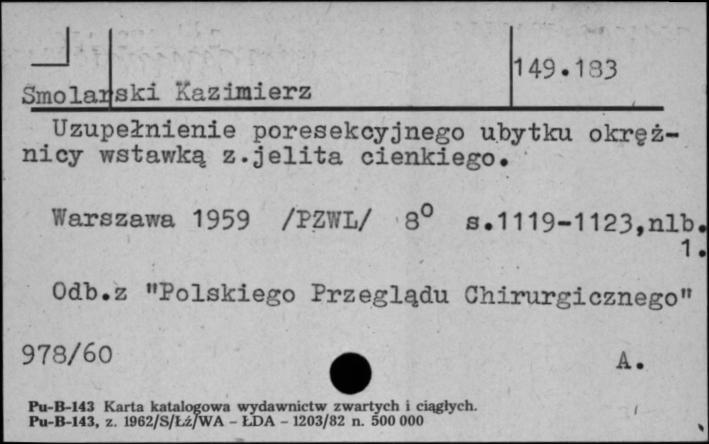 149.183
Smolarski Kazimierz
Uzupełnienie poresekcyjnego ubytku okręż-
nicy wstawką z.jelita cienkiego.
Warszawa 1959 /PZWL/ 8° s.1119-1123,nlb.
1.
Odb.z "Polskiego Przeglądu Chirurgicznego"
978/60 A.
Pu-B-143 Karta katalogowa wydawnictw zwartych i ciągłych.
Pu-B-143, z. 1962/S/Łź/WA - ŁDA - 1203/82 n. 500 000